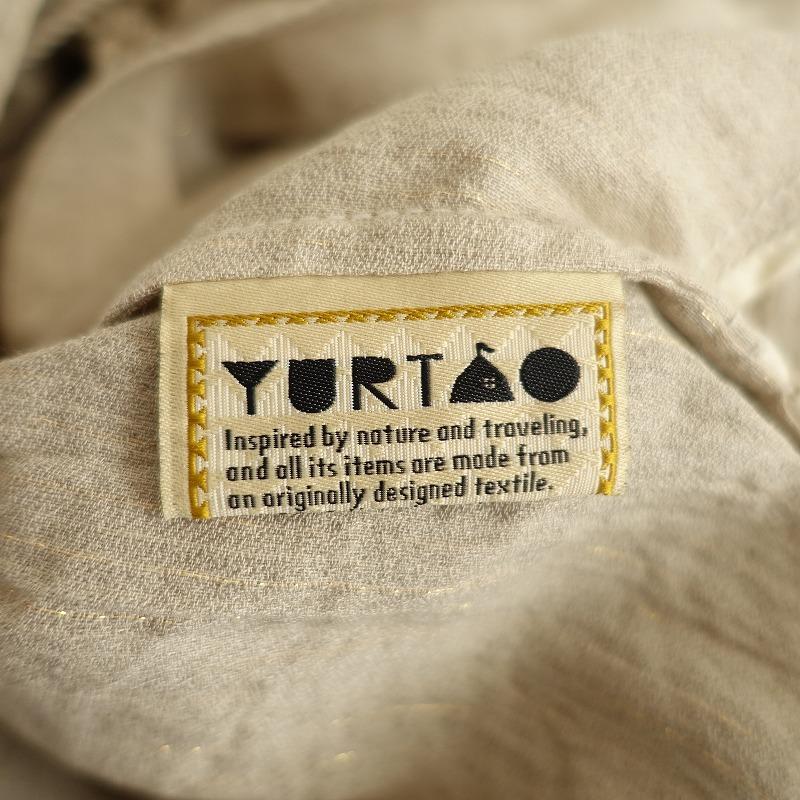 YURTAO
Inspired by nature and traveling,
and all its items are made from
an originally designed textile.